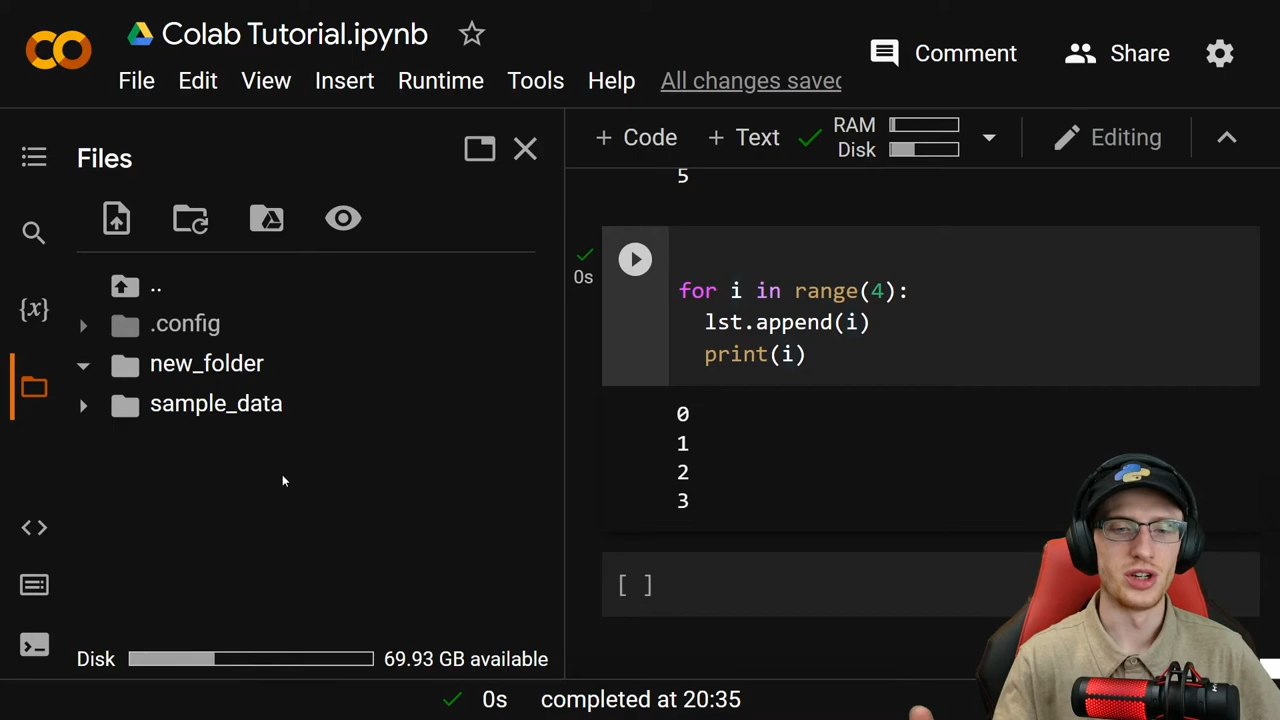 Colab Tutorial.ipynb
File Edit View Insert Runtime Tools Help All changes saved
Comment Share
Files
+ Code + Text RAM Disk Editing
..
.config
new_folder
sample_data
{x}
<>
Disk 69.93 GB available
5
0s
for i in range(4):
lst.append(i)
print(i)
0
1
2
3
[ ]
0s completed at 20:35